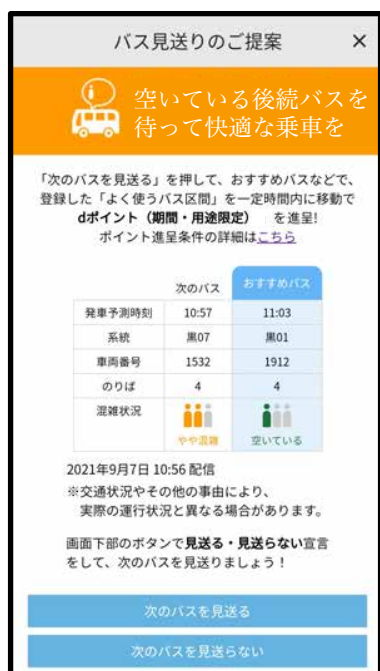 バス見送りのご提案 ×
空いている後続バスを
待って快適な乗車を
「次のバスを見送る」を押して、おすすめバスなどで、
登録した「よく使うバス区間」を一定時間内に移動で
dポイント（期間・用途限定） を進呈!
ポイント進呈条件の詳細はこちら
次のバス おすすめバス
発車予測時刻 10:57 11:03
系統 黒07 黒01
車両番号 1532 1912
のりば 4 4
混雑状況
やや混雑 空いている
2021年9月7日 10:56 配信
※交通状況やその他の事由により、
実際の運行状況と異なる場合があります。
画面下部のボタンで見送る・見送らない宣言
をして、次のバスを見送りましょう！
次のバスを見送る
次のバスを見送らない